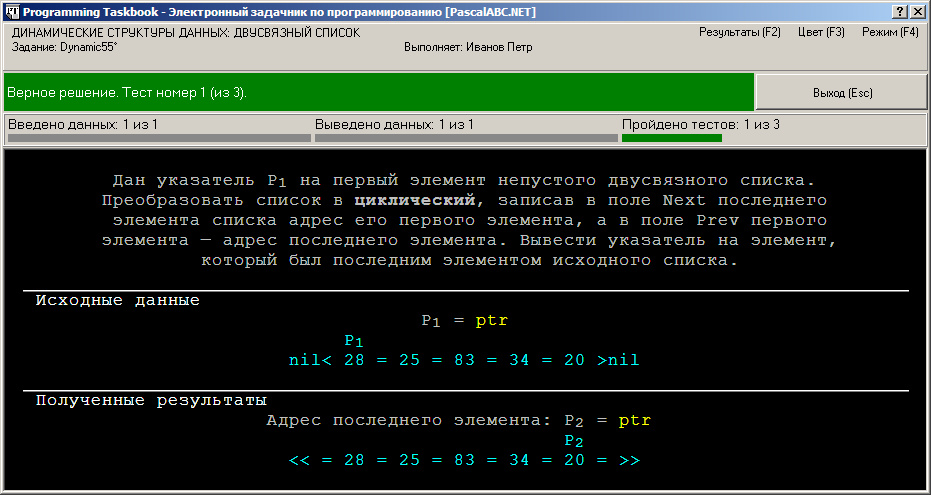 Programming Taskbook - Электронный задачник по программированию [PascalABC.NET]
ДИНАМИЧЕСКИЕ СТРУКТУРЫ ДАННЫХ: ДВУСВЯЗНЫЙ СПИСОК
Результаты (F2) Цвет (F3) Режим (F4)
Задание: Dynamic55° Выполняет: Иванов Петр
Верное решение. Тест номер 1 (из 3).
Выход (Esc)
Введено данных: 1 из 1 Выведено данных: 1 из 1 Пройдено тестов: 1 из 3
Дан указатель P1 на первый элемент непустого двусвязного списка.
Преобразовать список в циклический, записав в поле Next последнего
элемента списка адрес его первого элемента, а в поле Prev первого
элемента — адрес последнего элемента. Вывести указатель на элемент,
который был последним элементом исходного списка.
Исходные данные
P1 = ptr
P1
nil< 28 = 25 = 83 = 34 = 20 >nil
Полученные результаты
Адрес последнего элемента: P2 = ptr
P2
<< = 28 = 25 = 83 = 34 = 20 = >>